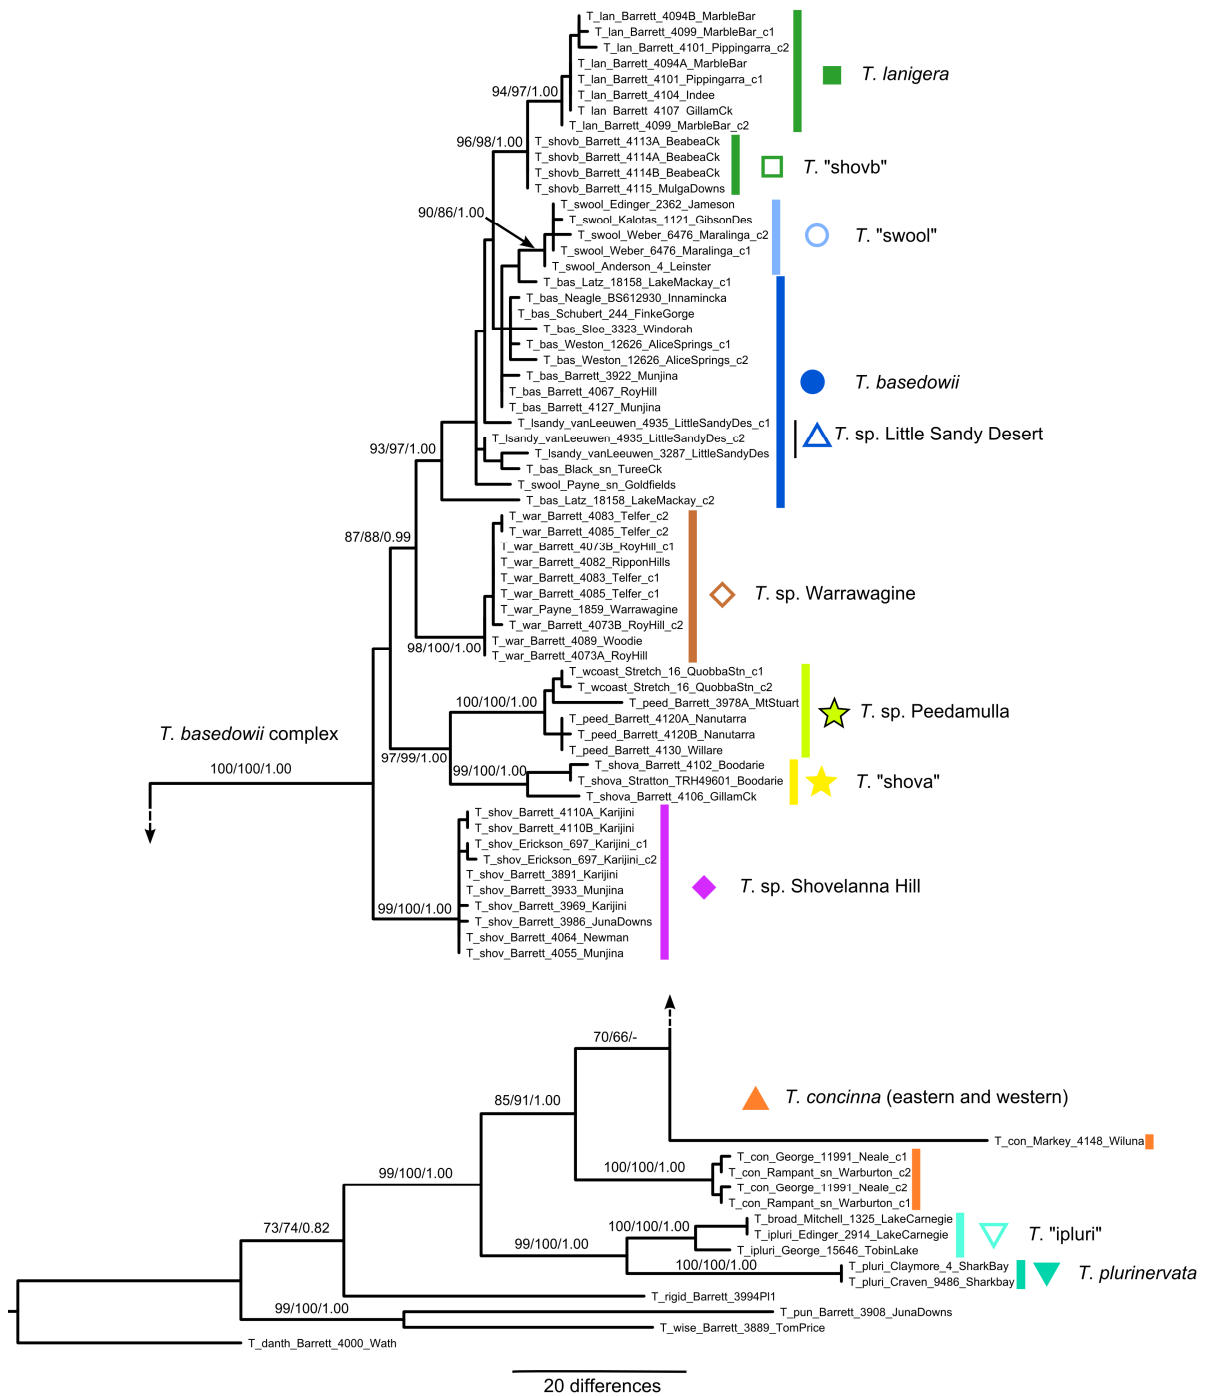 T_lan_Barrett_4094B_MarbleBar
T_lan_Barrett_4099_MarbleBar_c1
T_lan_Barrett_4101_Pippingarra_c2
T_lan_Barrett_4094A_MarbleBar
T_lan_Barrett_4101_Pippingarra_c1
T_lan_Barrett_4104_Indee
T_lan_Barrett_4107_GillamCk
T_lan_Barrett_4099_MarbleBar_c2
T. lanigera
94/97/1.00
96/98/1.00
T_shovb_Barrett_4113A_BeabeaCk
T_shovb_Barrett_4114A_BeabeaCk
T_shovb_Barrett_4114B_BeabeaCk
T_shovb_Barrett_4115_MulgaDowns
T. "shovb"
90/86/1.00
T_swool_Edinger_2362_Jameson
T_swool_Kalotas_1121_GibsonDes
T_swool_Weber_6476_Maralinga_c2
T_swool_Weber_6476_Maralinga_c1
T_swool_Anderson_4_Leinster
T. "swool"
T_bas_Latz_18158_LakeMackay_c1
T_bas_Neagle_BS612930_Innamincka
T_bas_Schubert_244_FinkeGorge
T_bas_Slee_3323_Windorah
T_bas_Weston_12626_AliceSprings_c1
T_bas_Weston_12626_AliceSprings_c2
T_bas_Barrett_3922_Munjina
T_bas_Barrett_4067_RoyHill
T_bas_Barrett_4127_Munjina
T. basedowii
T_lsandy_vanLeeuwen_4935_LittleSandyDes_c1
T_lsandy_vanLeeuwen_4935_LittleSandyDes_c2
T_lsandy_vanLeeuwen_3287_LittleSandyDes
T. sp. Little Sandy Desert
T_bas_Black_sn_TureeCk
T_swool_Payne_sn_Goldfields
T_bas_Latz_18158_LakeMackay_c2
93/97/1.00
87/88/0.99
T_war_Barrett_4083_Telfer_c2
T_war_Barrett_4085_Telfer_c2
T_war_Barrett_4073B_RoyHill_c1
T_war_Barrett_4082_RipponHills
T_war_Barrett_4083_Telfer_c1
T_war_Barrett_4085_Telfer_c1
T_war_Payne_1859_Warrawagine
T_war_Barrett_4073B_RoyHill_c2
T_war_Barrett_4089_Woodie
T_war_Barrett_4073A_RoyHill
T. sp. Warrawagine
98/100/1.00
T_wcoast_Stretch_16_QuobbaStn_c1
T_wcoast_Stretch_16_QuobbaStn_c2
T_peed_Barrett_3978A_MtStuart
T_peed_Barrett_4120A_Nanutarra
T_peed_Barrett_4120B_Nanutarra
T_peed_Barrett_4130_Willare
T. sp. Peedamulla
100/100/1.00
T. basedowii complex
97/99/1.00
100/100/1.00
99/100/1.00
T_shova_Barrett_4102_Boodarie
T_shova_Stratton_TRH49601_Boodarie
T_shova_Barrett_4106_GillamCk
T. "shova"
T_shov_Barrett_4110A_Karijini
T_shov_Barrett_4110B_Karijini
T_shov_Erickson_697_Karijini_c1
T_shov_Erickson_697_Karijini_c2
T_shov_Barrett_3891_Karijini
T_shov_Barrett_3933_Munjina
T_shov_Barrett_3969_Karijini
T_shov_Barrett_3986_JunaDowns
T_shov_Barrett_4064_Newman
T_shov_Barrett_4055_Munjina
T. sp. Shovelanna Hill
99/100/1.00
70/66/-
85/91/1.00
T. concinna (eastern and western)
T_con_Markey_4148_Wiluna
T_con_George_11991_Neale_c1
T_con_Rampant_sn_Warburton_c2
T_con_George_11991_Neale_c2
T_con_Rampant_sn_Warburton_c1
100/100/1.00
99/100/1.00
T_broad_Mitchell_1325_LakeCarnegie
T_ipluri_Edinger_2914_LakeCarnegie
T_ipluri_George_15646_TobinLake
T. "ipluri"
100/100/1.00
73/74/0.82
99/100/1.00
100/100/1.00
T_pluri_Claymore_4_SharkBay
T_pluri_Craven_9486_Sharkbay
T. plurinervata
T_rigid_Barrett_3994Pl1
99/100/1.00
T_pun_Barrett_3908_JunaDowns
T_wise_Barrett_3889_TomPrice
T_danth_Barrett_4000_Wath
20 differences